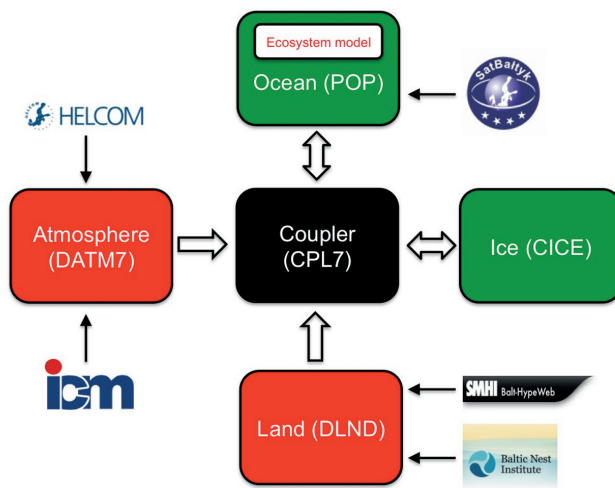 Ecosystem model
Ocean (POP)
SatBałtyk
HELCOM
Atmosphere
(DATM7)
Coupler
(CPL7)
Ice (CICE)
icm
Land (DLND)
SMHI Balt-HypeWeb
Baltic Nest
Institute